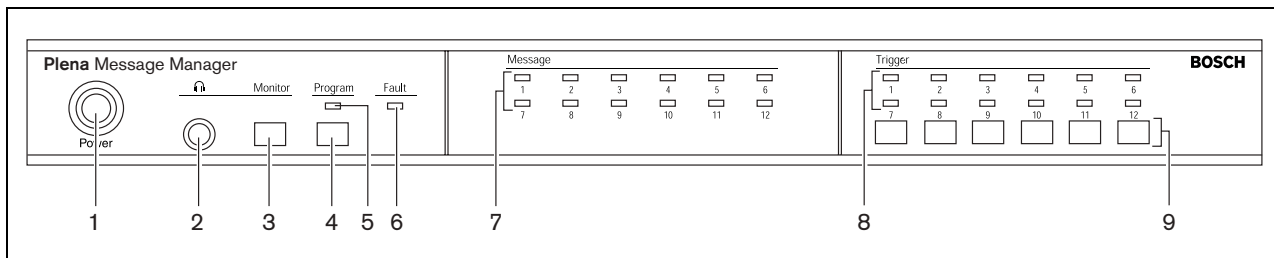 Plena Message Manager
Monitor Program Fault
Power
Message
1 2 3 4 5 6
7 8 9 10 11 12
Trigger
1 2 3 4 5 6
7 8 9 10 11 12
BOSCH
1 2 3 4 5 6 7 8 9